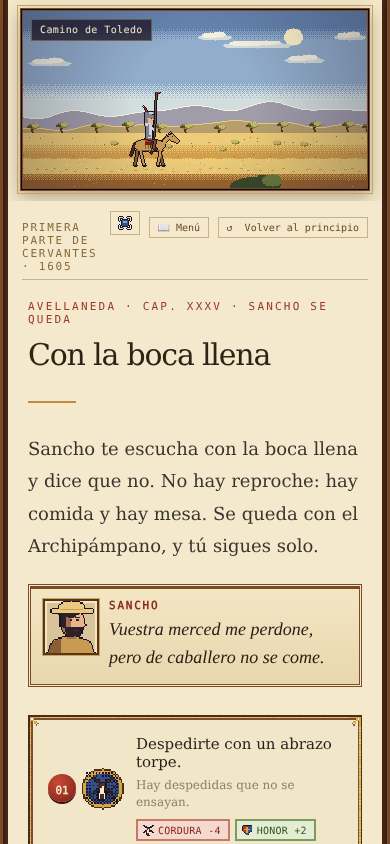 Camino de Toledo
PRIMERA
PARTE DE
CERVANTES
· 1605
Menú
↺ Volver al principio
AVELLANEDA · CAP. XXXV · SANCHO SE
QUEDA
Con la boca llena
Sancho te escucha con la boca llena
y dice que no. No hay reproche: hay
comida y hay mesa. Se queda con el
Archipámpano, y tú sigues solo.
SANCHO
Vuestra merced me perdone,
pero de caballero no se come.
01
Despedirte con un abrazo
torpe.
Hay despedidas que no se
ensayan.
CORDURA -4
HONOR +2